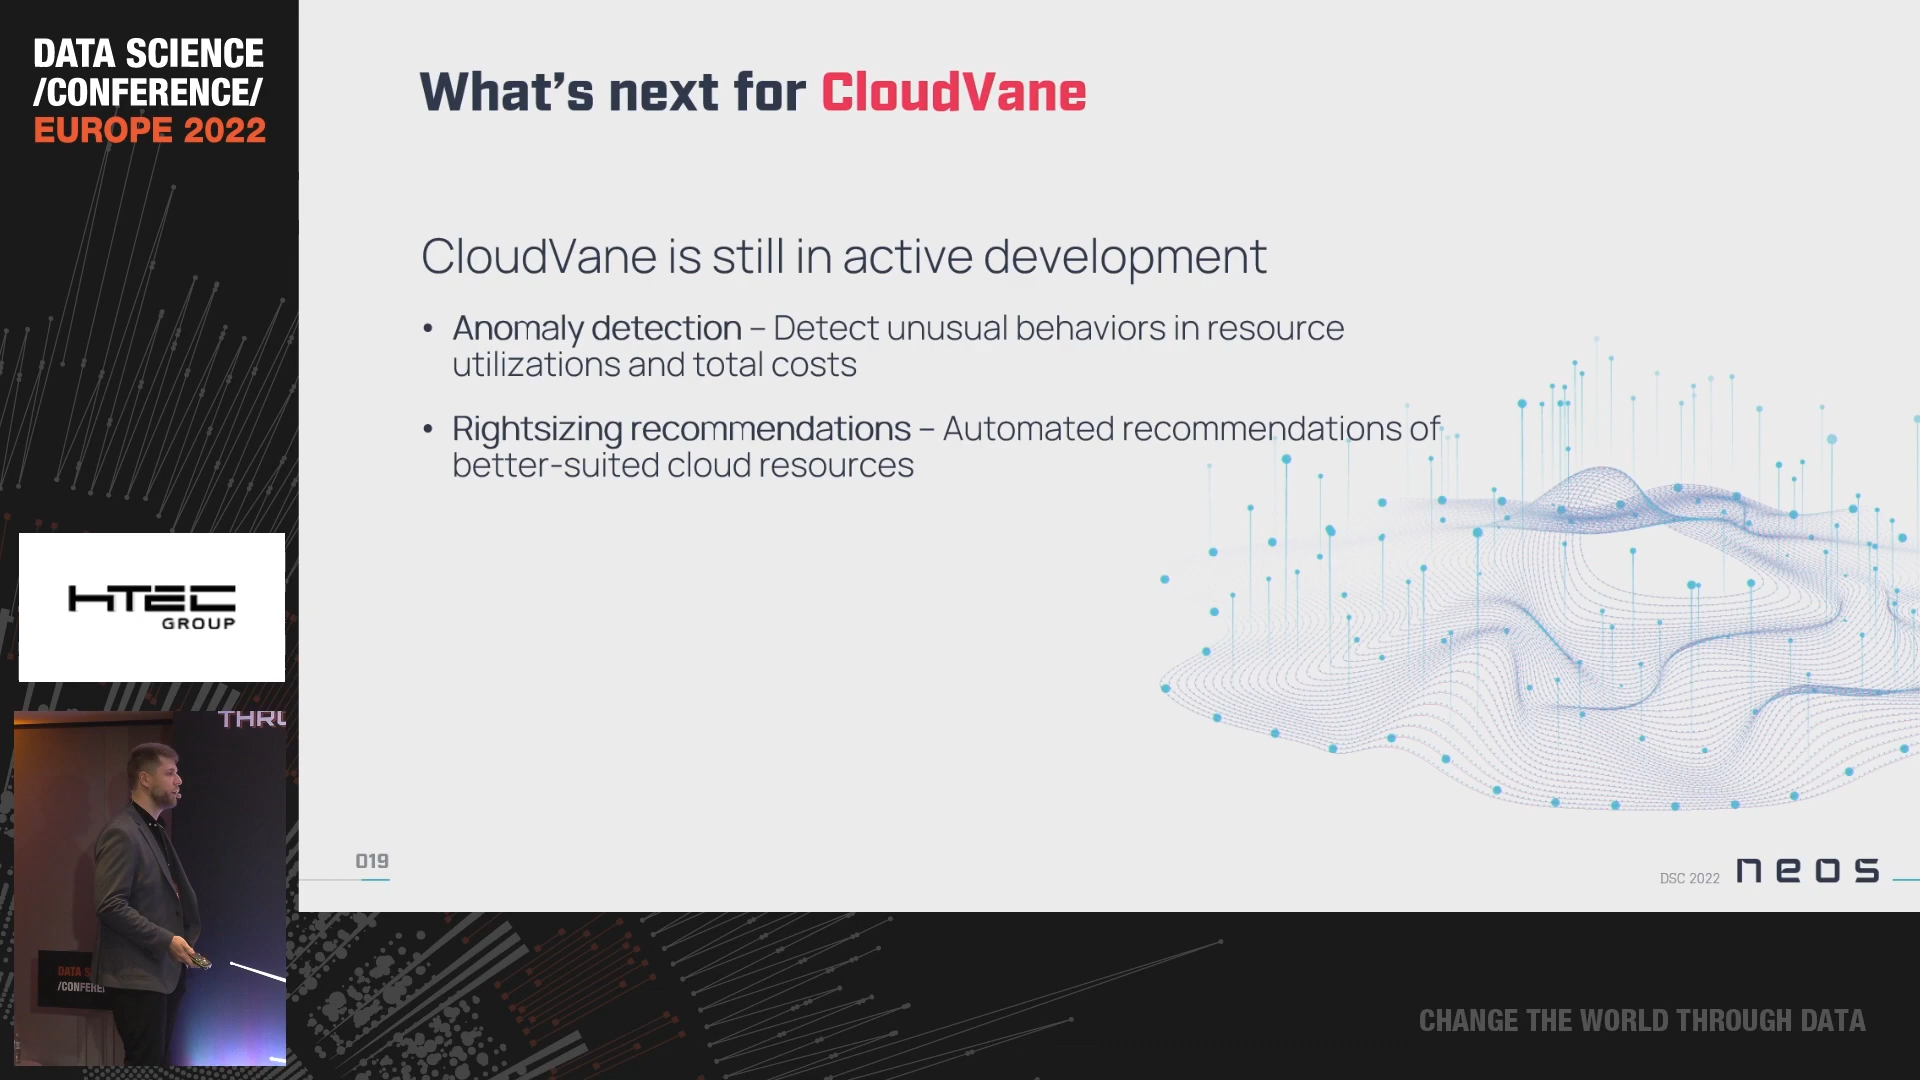 DATA SCIENCE
/CONFERENCE/
EUROPE 2022
What's next for CloudVane
CloudVane is still in active development
• Anomaly detection – Detect unusual behaviors in resource
utilizations and total costs
• Rightsizing recommendations – Automated recommendations of
better-suited cloud resources
HTEC
GROUP
THRU
DATA S
/CONFEREN
019
DSC 2022
neos
CHANGE THE WORLD THROUGH DATA